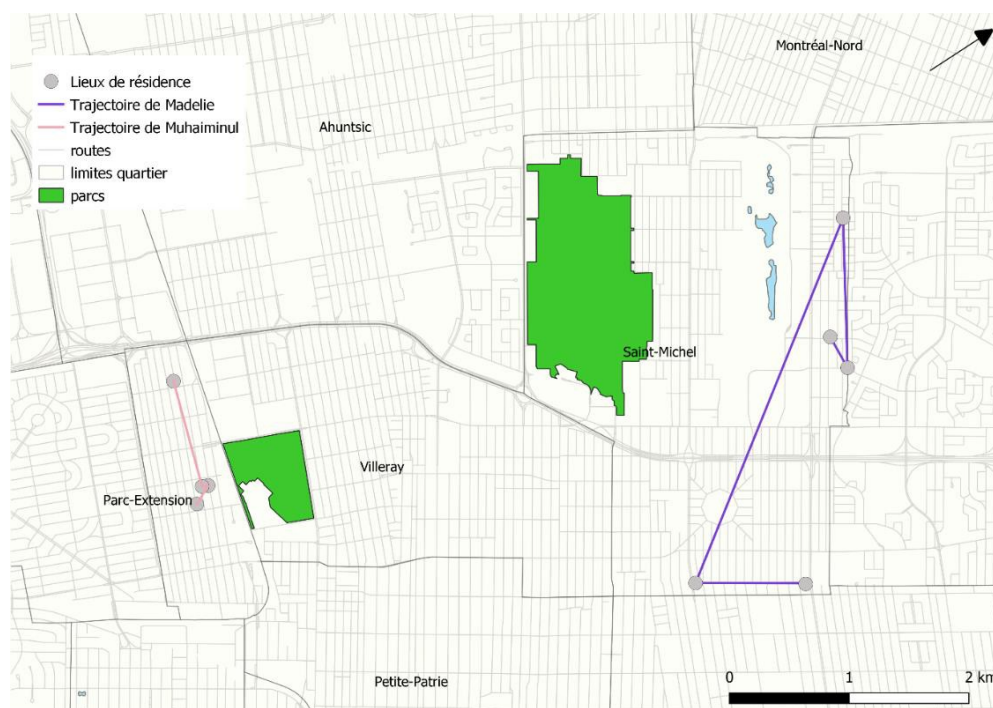 Montréal-Nord
Lieux de résidence
Trajectoire de Madelie
Trajectoire de Muhaiminul
routes
limites quartier
parcs
Ahuntsic
Saint-Michel
Villeray
Parc-Extension
Petite-Patrie
0 1 2 km